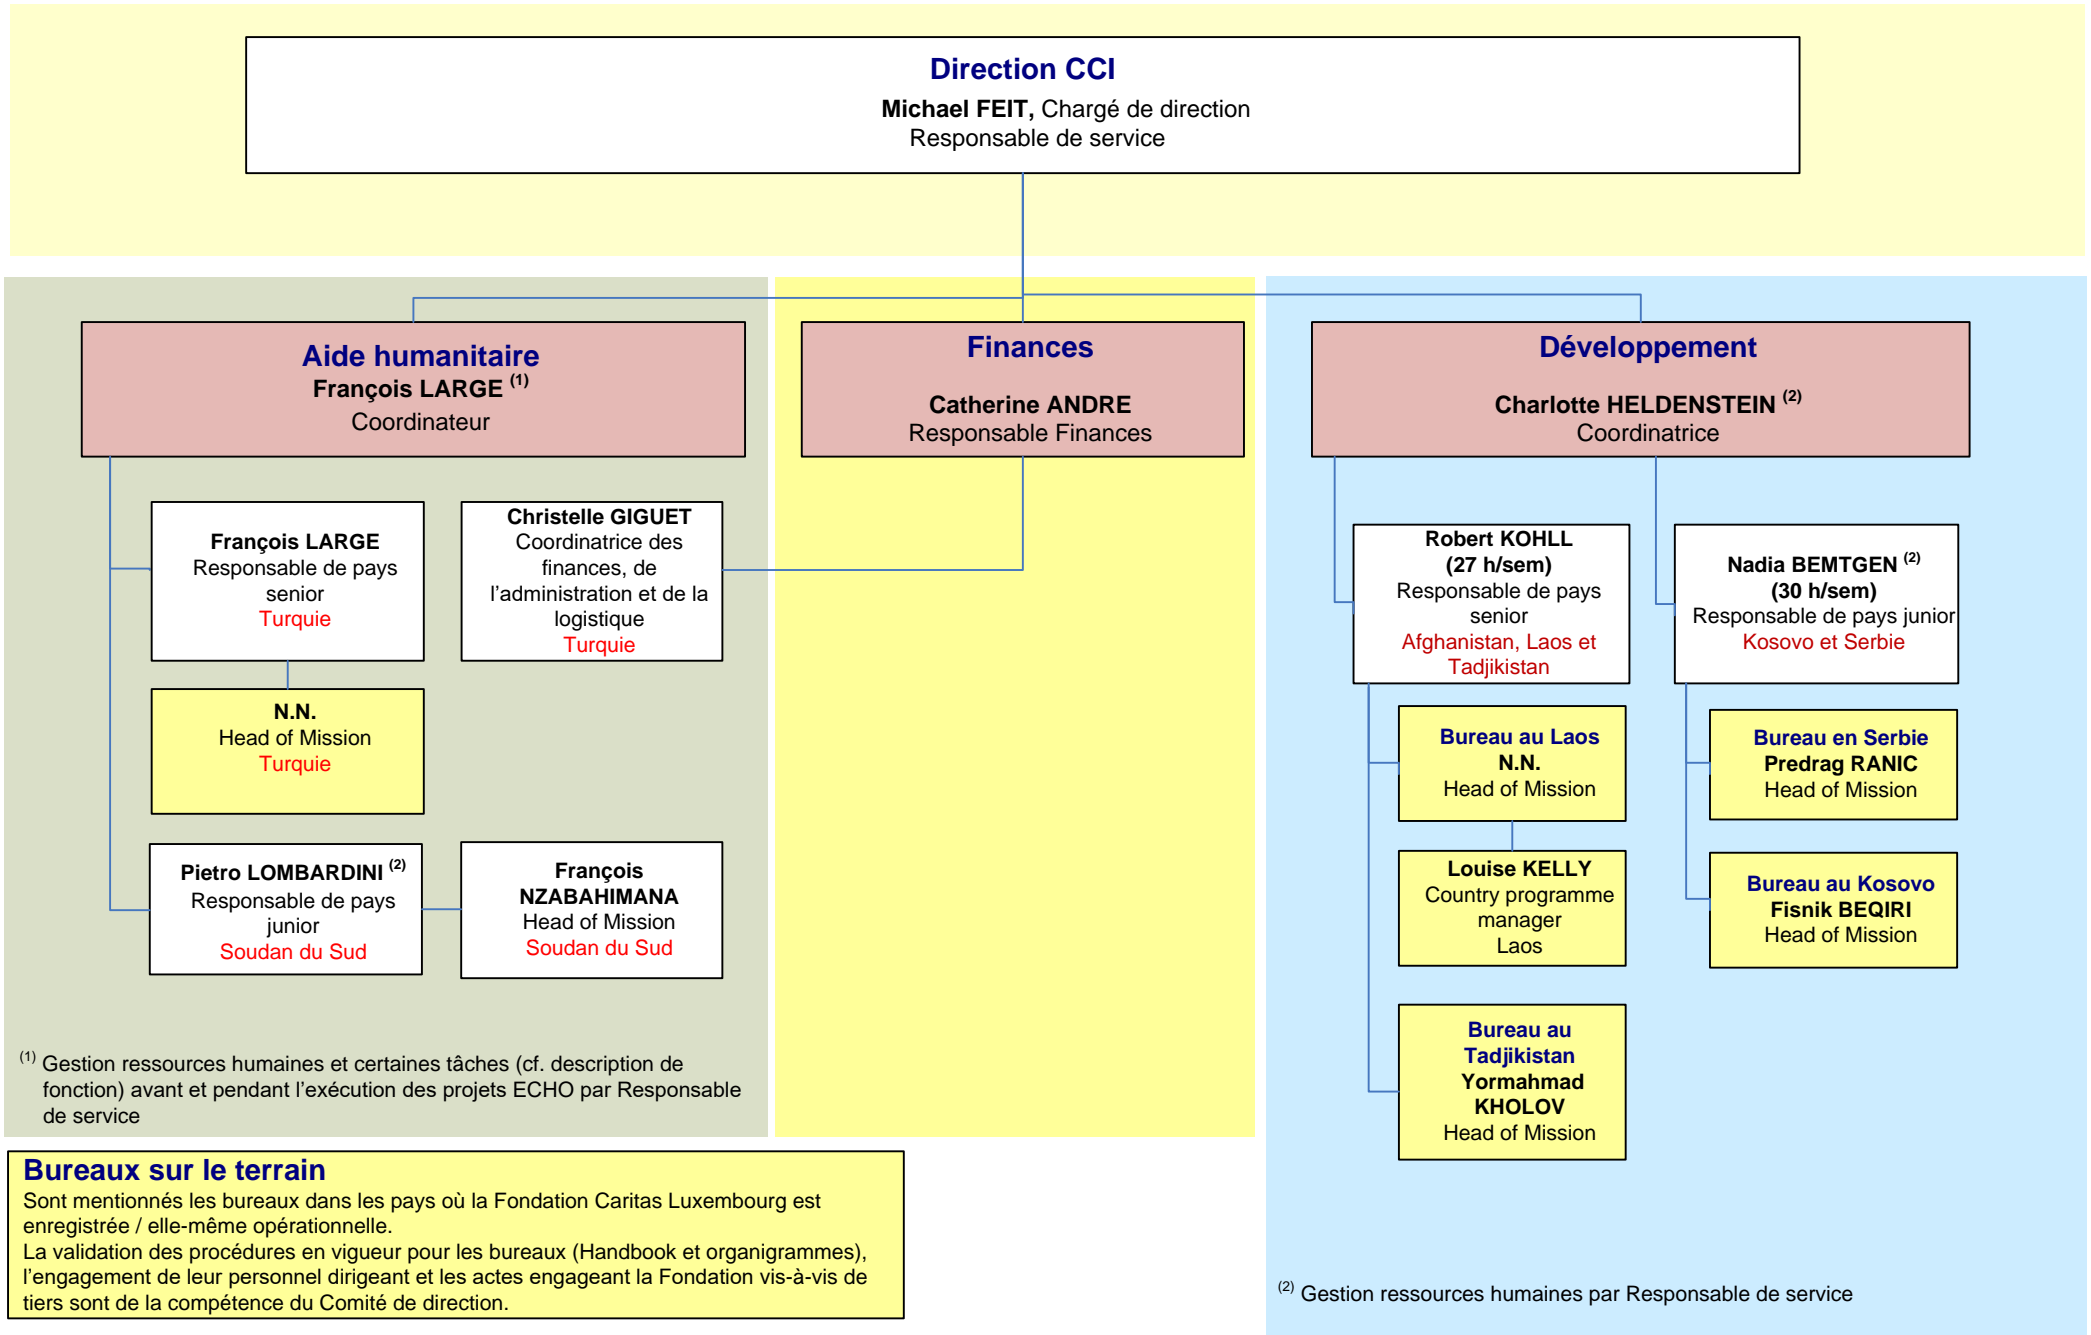 Direction CCI
Michael FEIT, Chargé de direction
Responsable de service
Aide humanitaire
François LARGE (1)
Coordinateur
Finances
Catherine ANDRE
Responsable Finances
Développement
Charlotte HELDENSTEIN (2)
Coordinatrice
François LARGE
Responsable de pays
senior
Turquie
Christelle GIGUET
Coordinatrice des
finances, de
l’administration et de la
logistique
Turquie
N.N.
Head of Mission
Turquie
Pietro LOMBARDINI (2)
Responsable de pays
junior
Soudan du Sud
François
NZABAHIMANA
Head of Mission
Soudan du Sud
Robert KOHLL
(27 h/sem)
Responsable de pays
senior
Afghanistan, Laos et
Tadjikistan
Nadia BEMTGEN (2)
(30 h/sem)
Responsable de pays junior
Kosovo et Serbie
Bureau au Laos
N.N.
Head of Mission
Louise KELLY
Country programme
manager
Laos
Bureau au
Tadjikistan
Yormahmad
KHOLOV
Head of Mission
Bureau en Serbie
Predrag RANIC
Head of Mission
Bureau au Kosovo
Fisnik BEQIRI
Head of Mission
(1) Gestion ressources humaines et certaines tâches (cf. description de
fonction) avant et pendant l’exécution des projets ECHO par Responsable
de service
Bureaux sur le terrain
Sont mentionnés les bureaux dans les pays où la Fondation Caritas Luxembourg est
enregistrée / elle-même opérationnelle.
La validation des procédures en vigueur pour les bureaux (Handbook et organigrammes),
l’engagement de leur personnel dirigeant et les actes engageant la Fondation vis-à-vis de
tiers sont de la compétence du Comité de direction.
(2) Gestion ressources humaines par Responsable de service